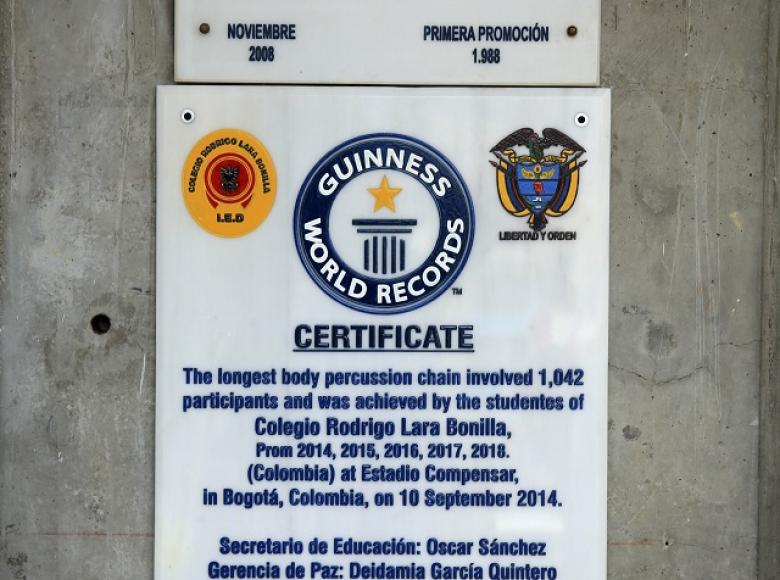 NOVIEMBRE
2008
PRIMERA PROMOCIÓN
1.988
COLEGIO RODRIGO LARA BONILLA
I.E.D
GUINNESS
WORLD RECORDS
TM
LIBERTAD Y ORDEN
CERTIFICATE
The longest body percussion chain involved 1,042
participants and was achieved by the studentes of
Colegio Rodrigo Lara Bonilla,
Prom 2014, 2015, 2016, 2017, 2018.
(Colombia) at Estadio Compensar,
in Bogotá, Colombia, on 10 September 2014.
Secretario de Educación: Oscar Sánchez
Gerencia de Paz: Deidamia García Quintero